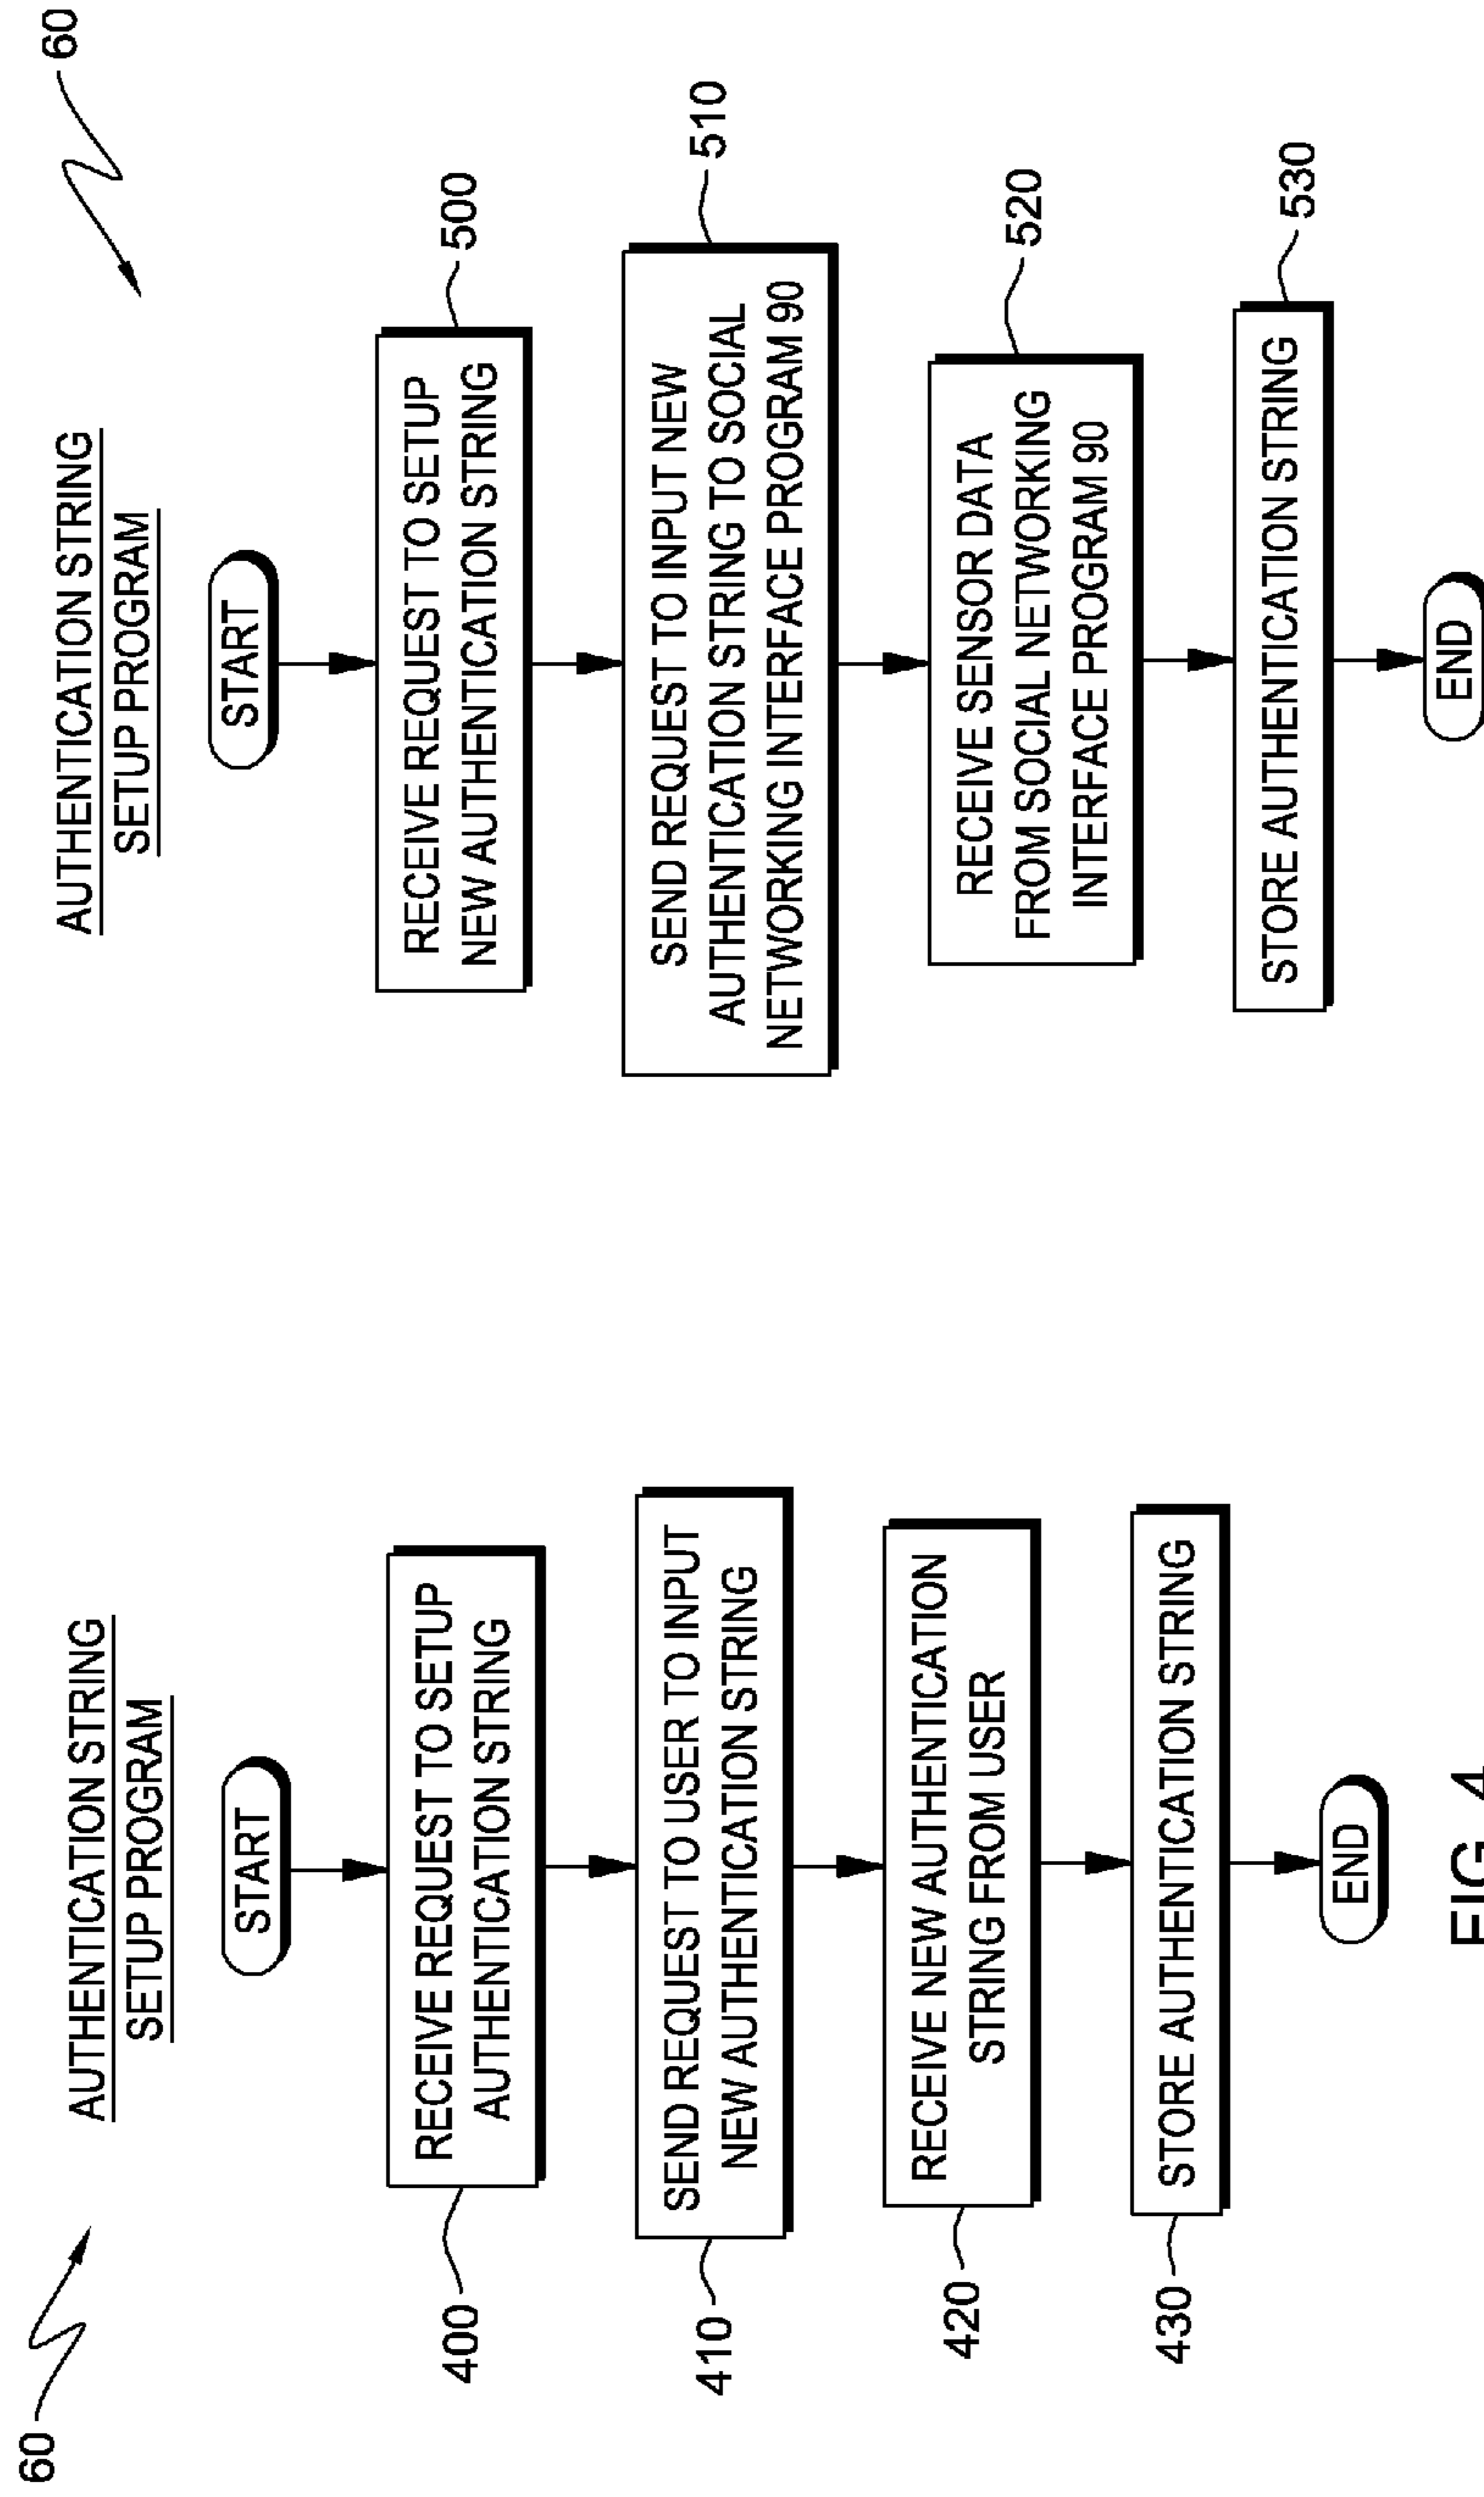 60
AUTHENTICATION STRING
SETUP PROGRAM
START
400
RECEIVE REQUEST TO SETUP
AUTHENTICATION STRING
410
SEND REQUEST TO USER TO INPUT
NEW AUTHENTICATION STRING
420
RECEIVE NEW AUTHENTICATION
STRING FROM USER
430
STORE AUTHENTICATION STRING
END
60
AUTHENTICATION STRING
SETUP PROGRAM
START
RECEIVE REQUEST TO SETUP
NEW AUTHENTICATION STRING
500
SEND REQUEST TO INPUT NEW
AUTHENTICATION STRING TO SOCIAL
NETWORKING INTERFACE PROGRAM 90
510
RECEIVE SENSOR DATA
FROM SOCIAL NETWORKING
INTERFACE PROGRAM 90
520
STORE AUTHENTICATION STRING
530
END